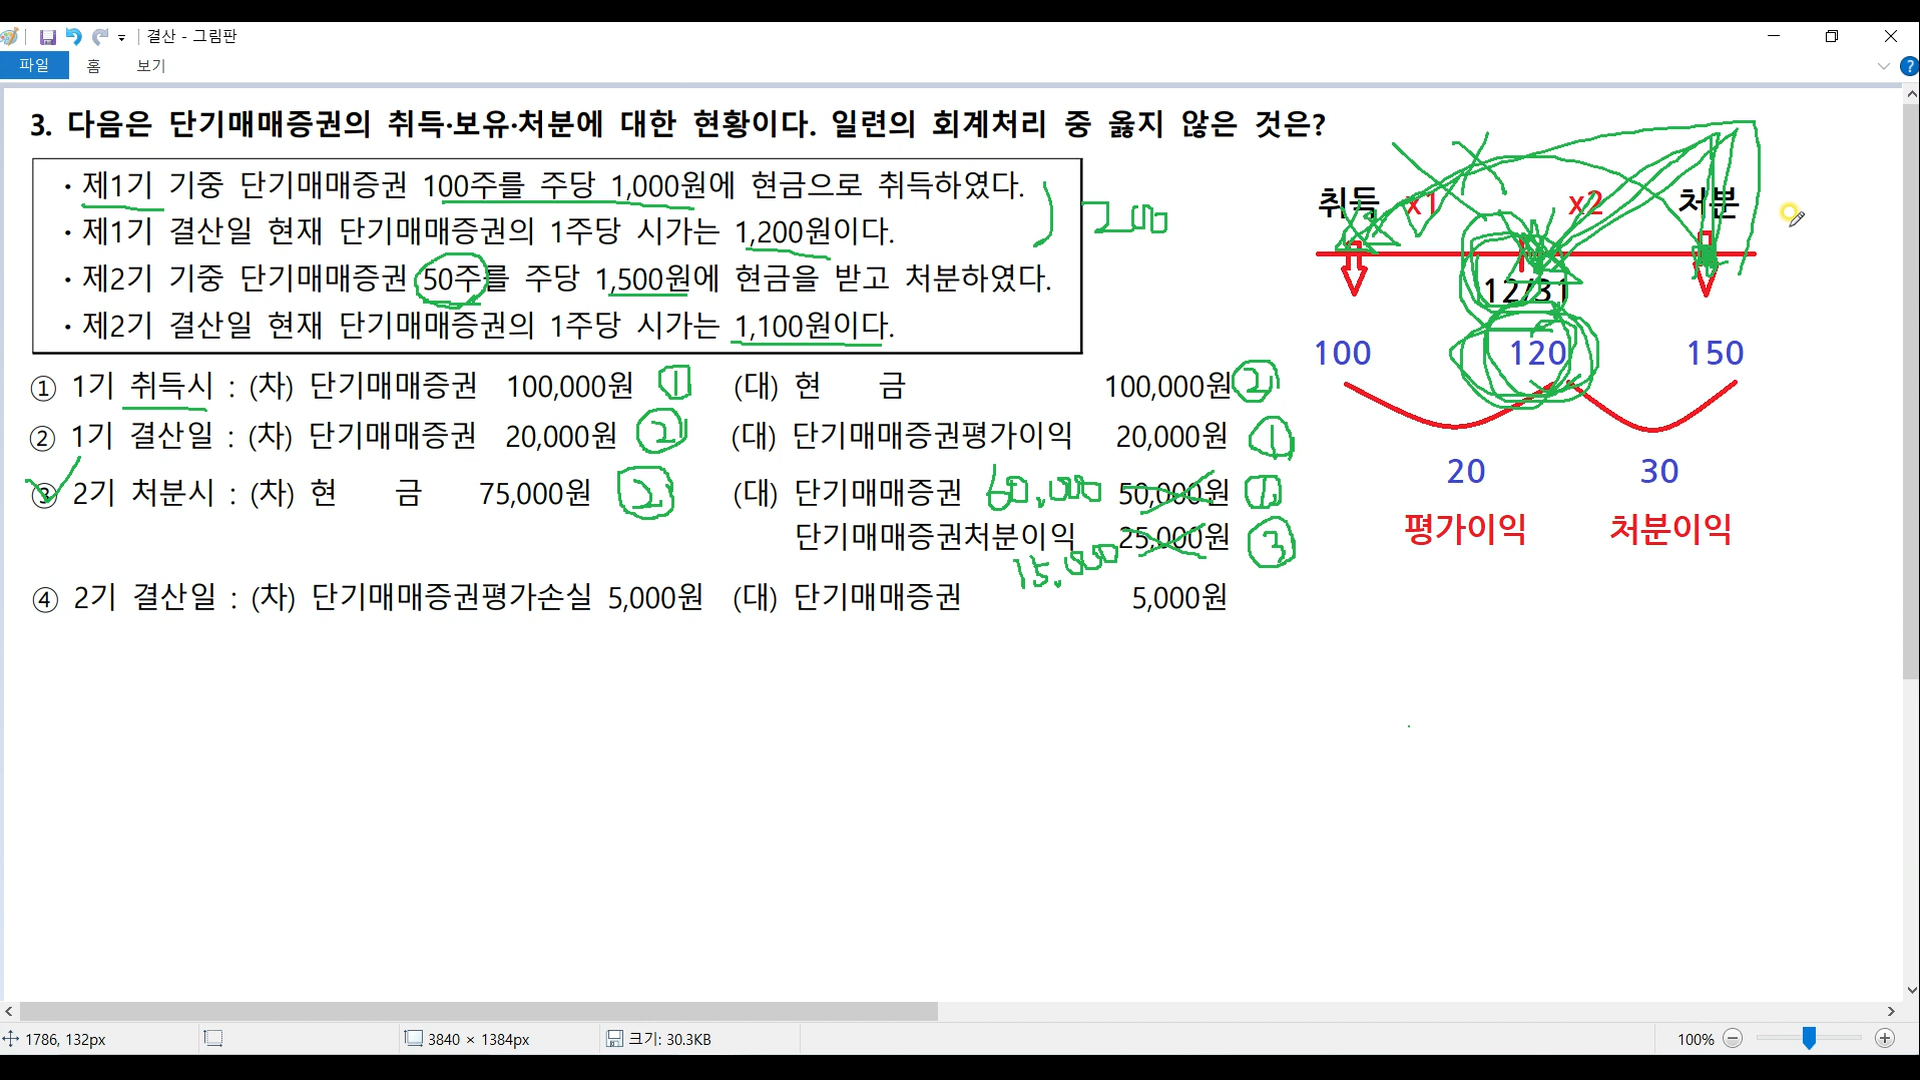 결산 - 그림판
파일 홈 보기
3. 다음은 단기매매증권의 취득·보유·처분에 대한 현황이다. 일련의 회계처리 중 옳지 않은 것은?
· 제1기 기중 단기매매증권 100주를 주당 1,000원에 현금으로 취득하였다.
· 제1기 결산일 현재 단기매매증권의 1주당 시가는 1,200원이다.
· 제2기 기중 단기매매증권 50주를 주당 1,500원에 현금을 받고 처분하였다.
· 제2기 결산일 현재 단기매매증권의 1주당 시가는 1,100원이다.
200
① 1기 취득시 : (차) 단기매매증권 100,000원 ① (대) 현 금 100,000원 ②
② 1기 결산일 : (차) 단기매매증권 20,000원 ② (대) 단기매매증권평가이익 20,000원 ①
③ 2기 처분시 : (차) 현 금 75,000원 ② (대) 단기매매증권 60,000 50,000원 ①
단기매매증권처분이익 25,000원 ③
15,000
④ 2기 결산일 : (차) 단기매매증권평가손실 5,000원 (대) 단기매매증권 5,000원
취득 x1 x2 처분
12/31
100 120 150
20 30
평가이익 처분이익
1786, 132px 3840 × 1384px 크기: 30.3KB 100%